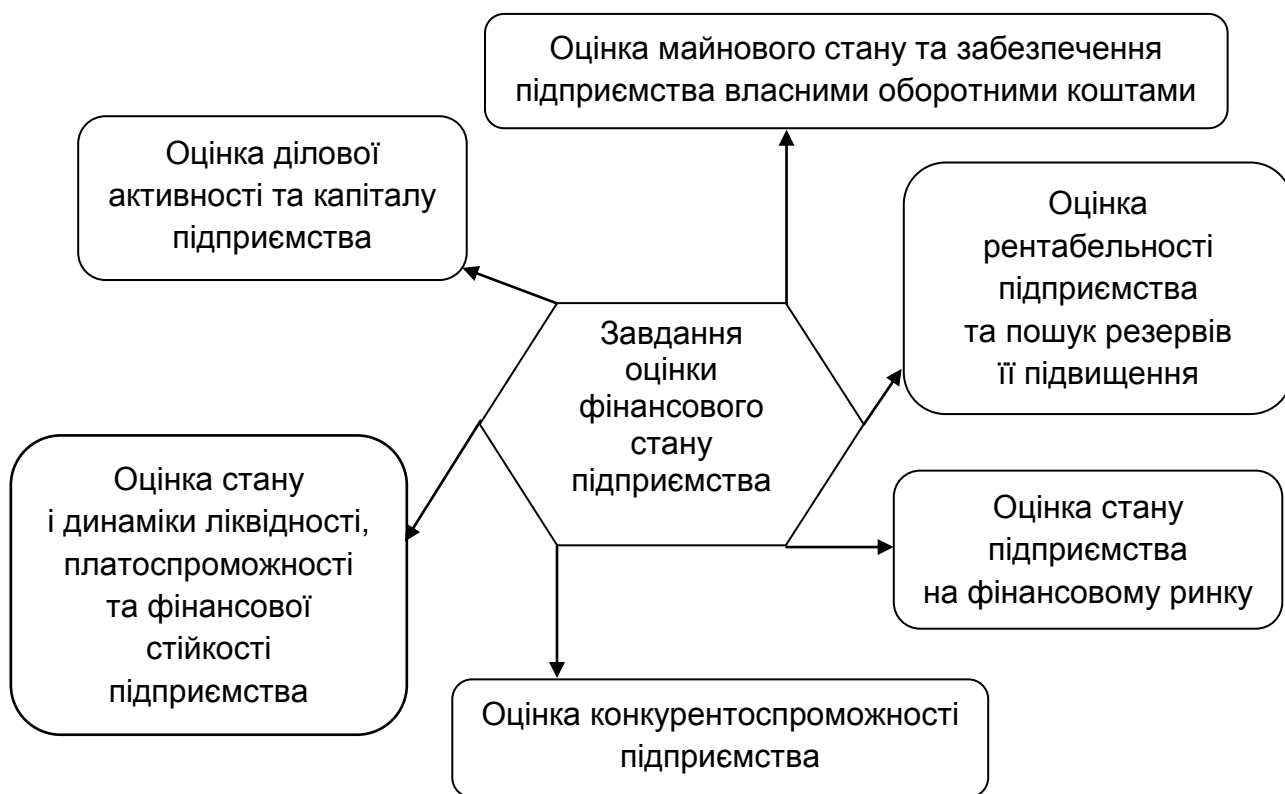 Оцінка майнового стану та забезпечення
підприємства власними оборотними коштами
Оцінка ділової
активності та капіталу
підприємства
Оцінка
рентабельності
підприємства
та пошук резервів
її підвищення
Завдання
оцінки
фінансового
стану
підприємства
Оцінка стану
і динаміки ліквідності,
платоспроможності
та фінансової
стійкості
підприємства
Оцінка стану
підприємства
на фінансовому ринку
Оцінка конкурентоспроможності
підприємства